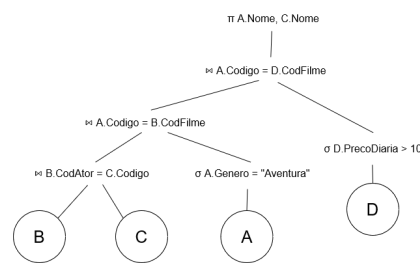 π A.Nome, C.Nome
⋈ A.Codigo = D.CodFilme
⋈ A.Codigo = B.CodFilme
σ D.PrecoDiaria > 10
⋈ B.CodAtor = C.Codigo
σ A.Genero = "Aventura"
B
C
A
D